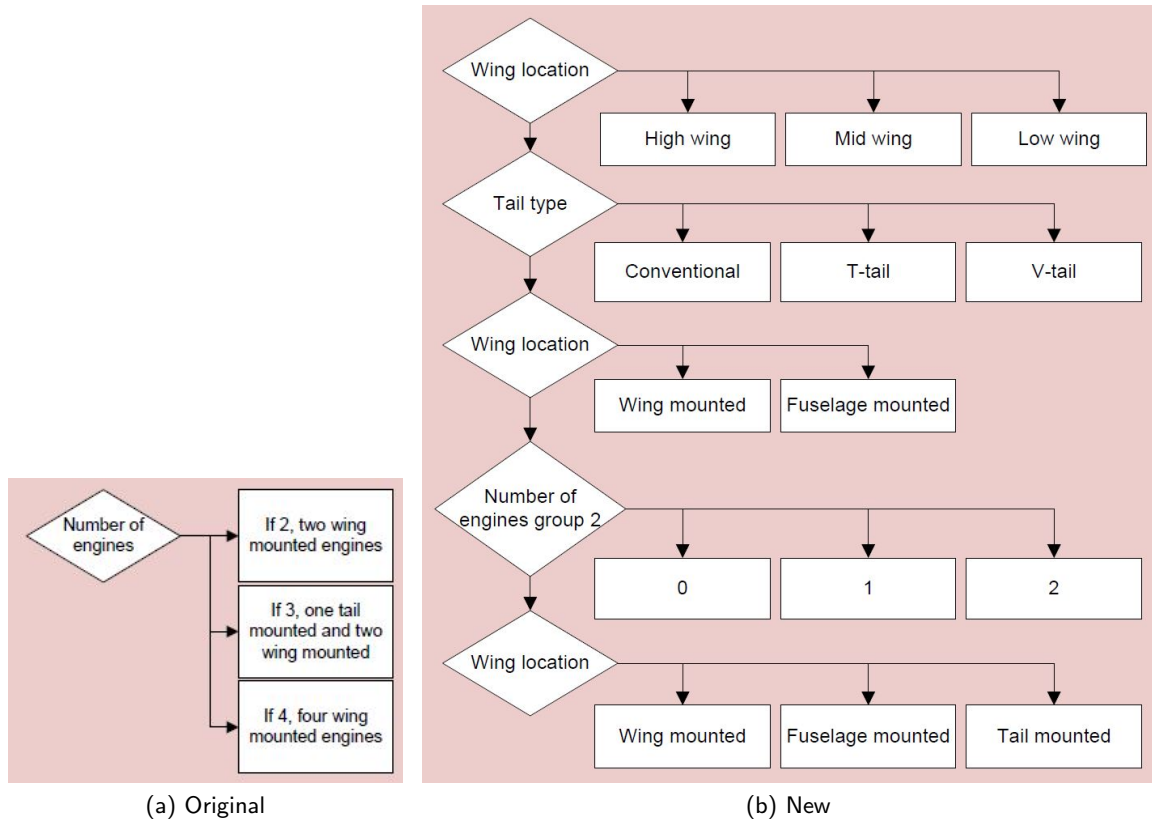 Number of
engines
If 2, two wing
mounted engines
If 3, one tail
mounted and two
wing mounted
If 4, four wing
mounted engines
(a) Original
Wing location
High wing
Mid wing
Low wing
Tail type
Conventional
T-tail
V-tail
Wing location
Wing mounted
Fuselage mounted
Number of
engines group 2
0
1
2
Wing location
Wing mounted
Fuselage mounted
Tail mounted
(b) New